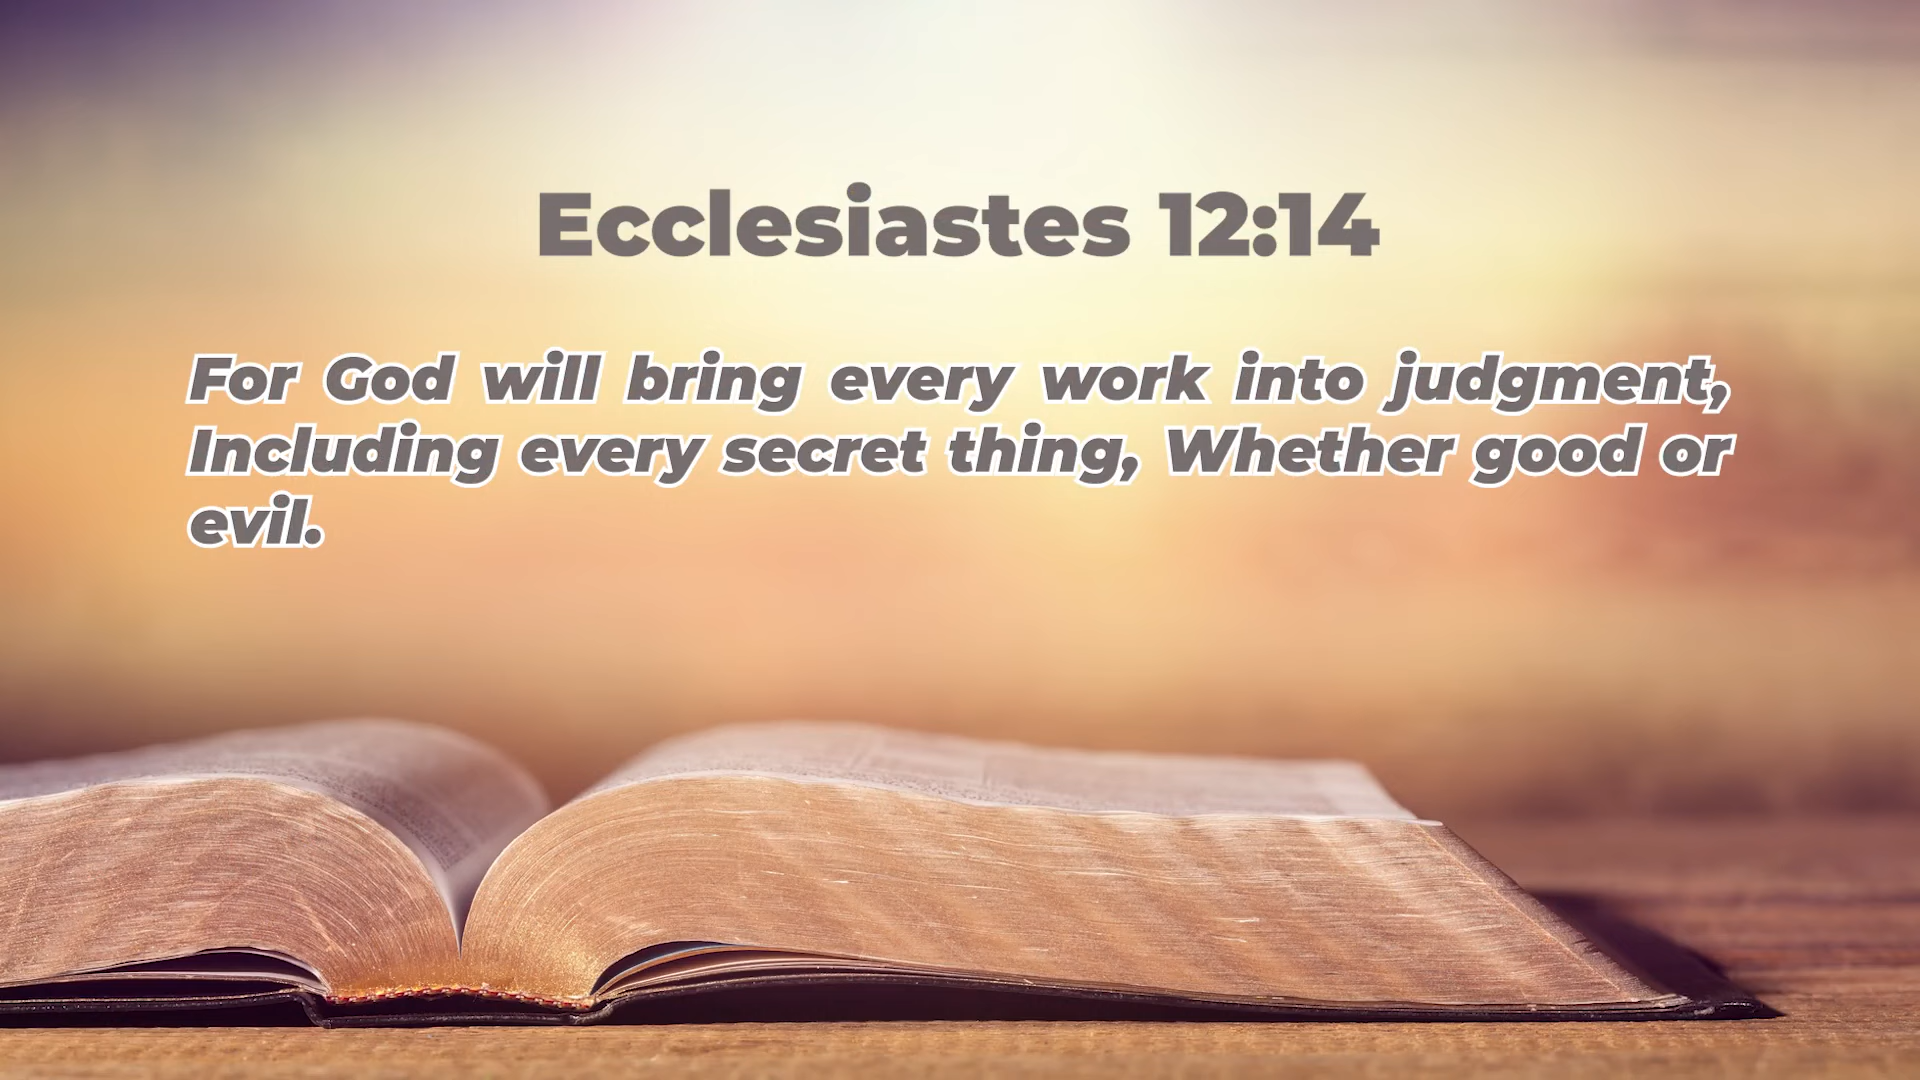 Ecclesiastes 12:14
For God will bring every work into judgment,
Including every secret thing, Whether good or
evil.